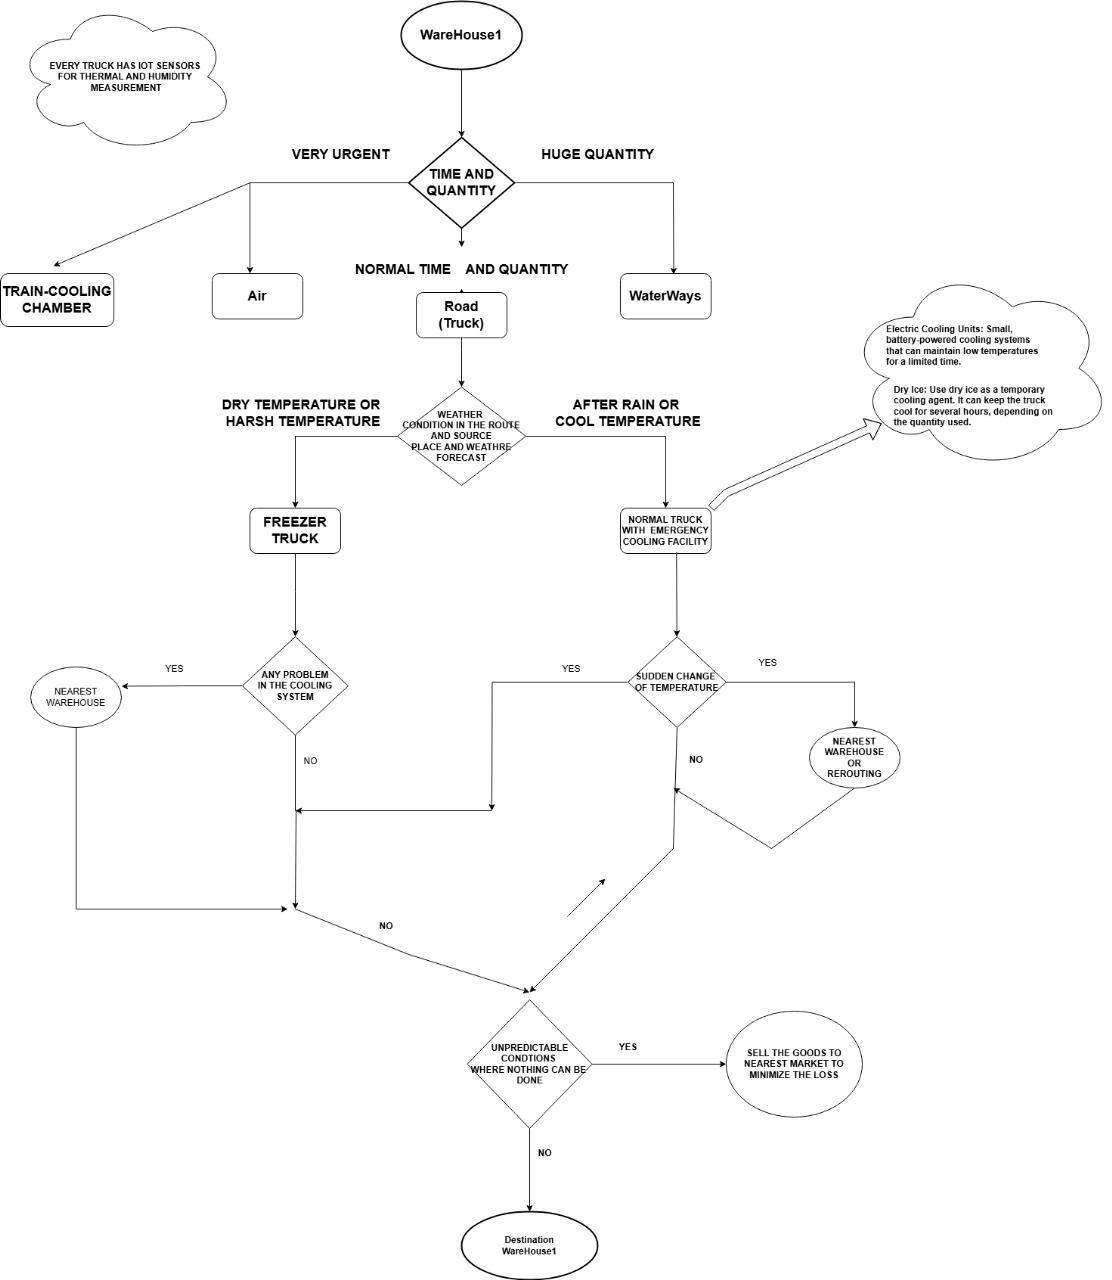 WareHouse1
EVERY TRUCK HAS IOT SENSORS
FOR THERMAL AND HUMIDITY
MEASUREMENT
VERY URGENT
HUGE QUANTITY
TIME AND
QUANTITY
NORMAL TIME AND QUANTITY
TRAIN-COOLING
CHAMBER
Air
Road
(Truck)
WaterWays
Electric Cooling Units: Small,
battery-powered cooling systems
that can maintain low temperatures
for a limited time.
Dry Ice: Use dry ice as a temporary
cooling agent. It can keep the truck
cool for several hours, depending on
the quantity used.
DRY TEMPERATURE OR
HARSH TEMPERATURE
WEATHER
CONDITION IN THE ROUTE
AND SOURCE
PLACE AND WEATHRE
FORECAST
AFTER RAIN OR
COOL TEMPERATURE
FREEZER
TRUCK
NORMAL TRUCK
WITH EMERGENCY
COOLING FACILITY
YES
ANY PROBLEM
IN THE COOLING
SYSTEM
NEAREST
WAREHOUSE
NO
YES
SUDDEN CHANGE
OF TEMPERATURE
YES
NO
NEAREST
WAREHOUSE
OR
REROUTING
NO
UNPREDICTABLE
CONDTIONS
WHERE NOTHING CAN BE
DONE
YES
SELL THE GOODS TO
NEAREST MARKET TO
MINIMIZE THE LOSS
NO
Destination
WareHouse1